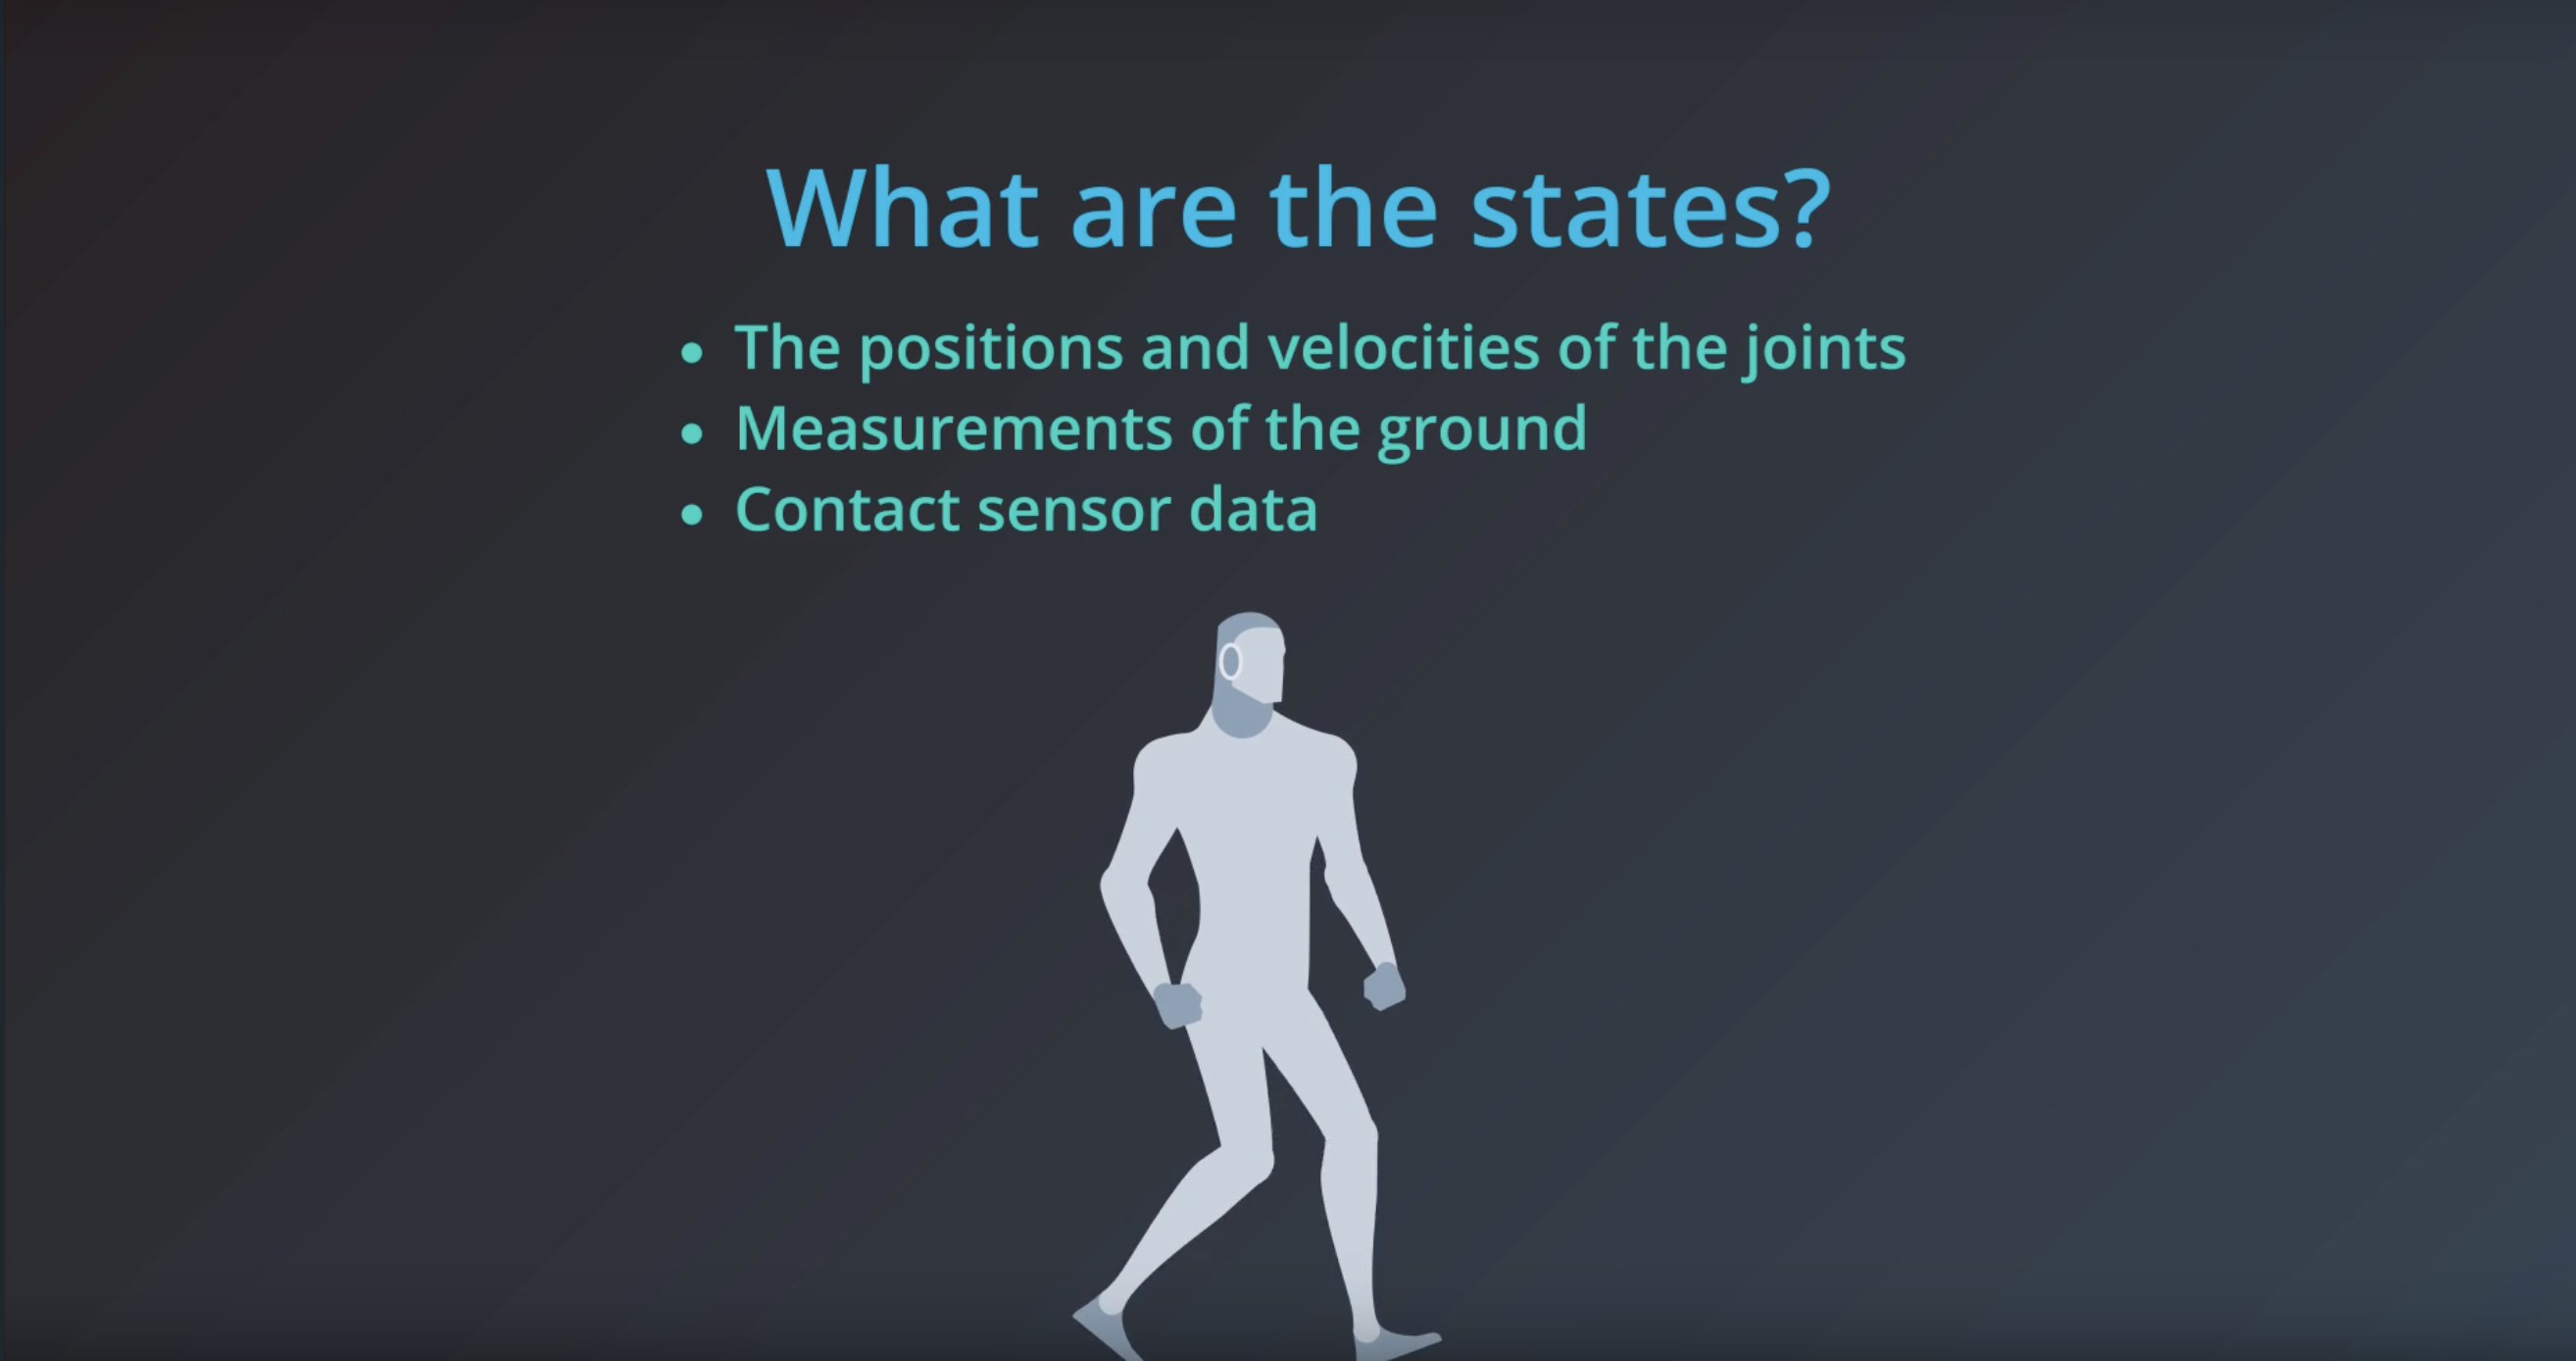 What are the states?
• The positions and velocities of the joints
• Measurements of the ground
• Contact sensor data